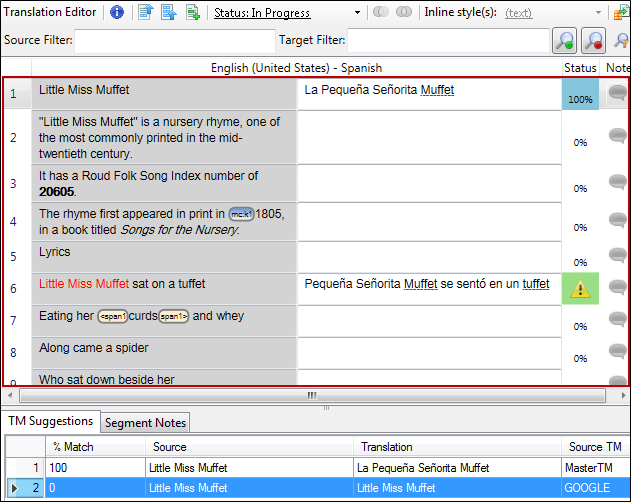 Translation Editor Status: In Progress Inline style(s): (text)
Source Filter: Target Filter:
English (United States) - Spanish Status Note
1 Little Miss Muffet La Pequeña Señorita Muffet 100%
2 "Little Miss Muffet" is a nursery rhyme, one of
the most commonly printed in the mid-
twentieth century. 0%
3 It has a Roud Folk Song Index number of
20605. 0%
4 The rhyme first appeared in print in mc:k1 1805,
in a book titled Songs for the Nursery. 0%
5 Lyrics 0%
6 Little Miss Muffet sat on a tuffet Pequeña Señorita Muffet se sentó en un tuffet
7 Eating her <span1 curds span1> and whey 0%
8 Along came a spider 0%
9 Who sat down beside her
TM Suggestions Segment Notes
% Match Source Translation Source TM
1 100 Little Miss Muffet La Pequeña Señorita Muffet MasterTM
2 0 Little Miss Muffet Little Miss Muffet GOOGLE